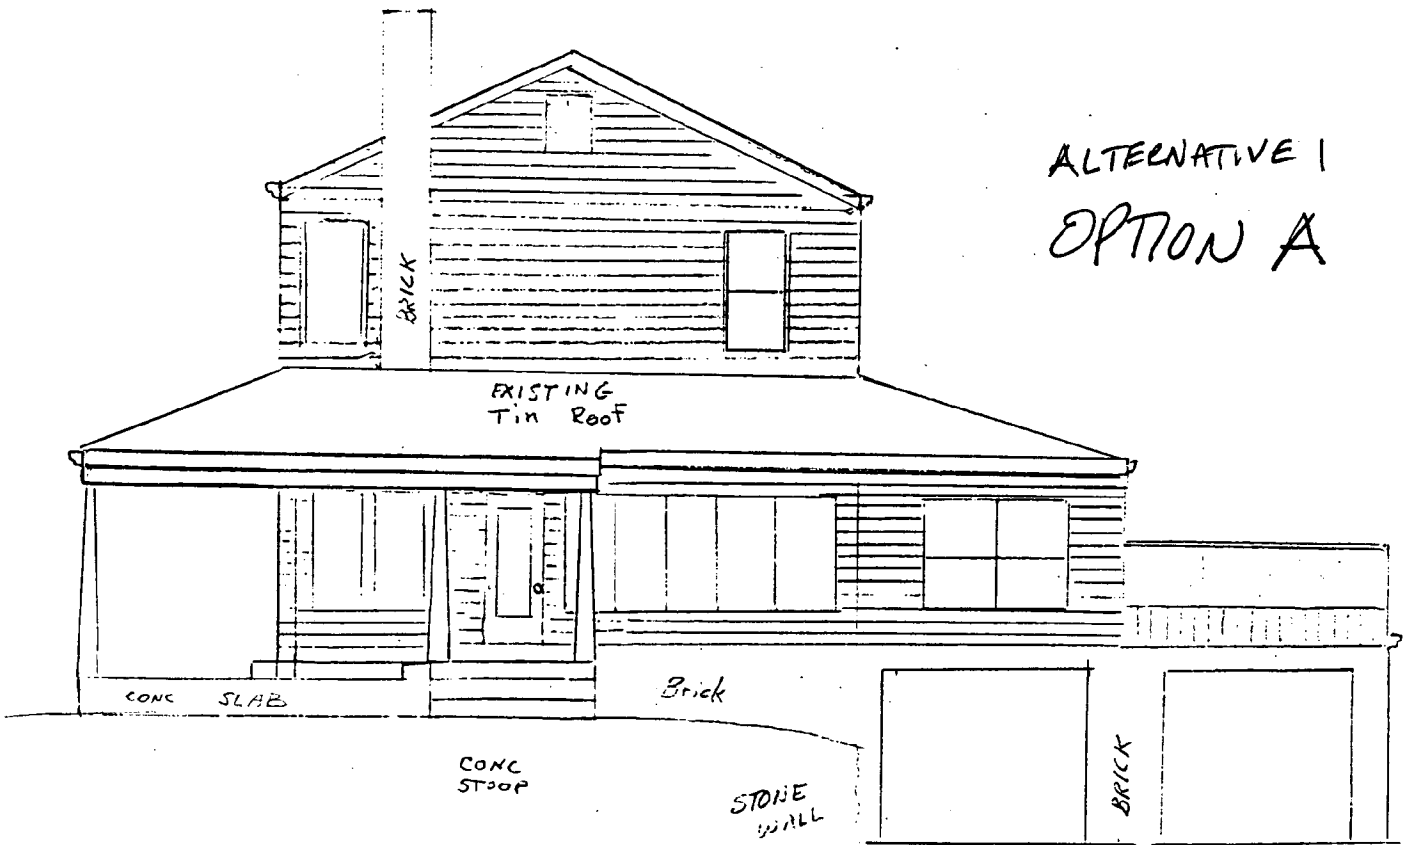 ALTERNATIVE 1
OPTION A
BRICK
EXISTING
Tin Roof
CONC SLAB
Brick
CONC
STOOP
STONE
WALL
BRICK